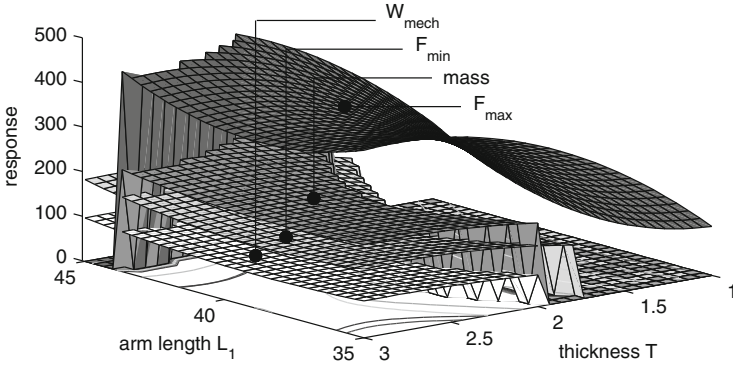 W_mech
F_min
mass
F_max
500
400
300
200
100
0
response
45
40
35
arm length L_1
3
2.5
2
1.5
1
thickness T